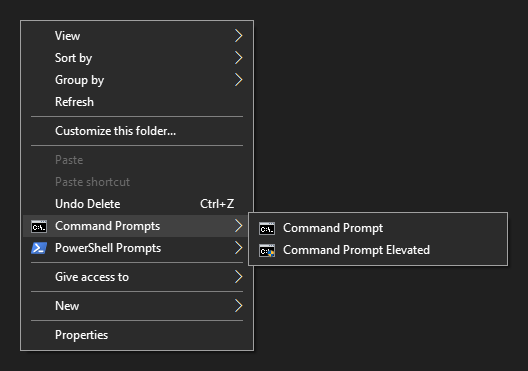 View
Sort by
Group by
Refresh
Customize this folder...
Paste
Paste shortcut
Undo Delete Ctrl+Z
Command Prompts
PowerShell Prompts
Give access to
New
Properties
Command Prompt
Command Prompt Elevated